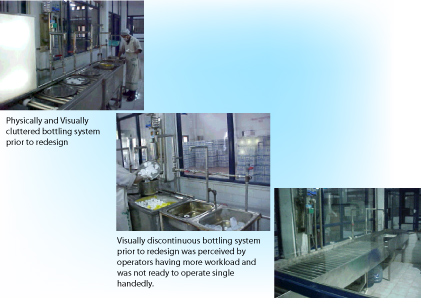 Physically and Visually
cluttered bottling system
prior to redesign
Visually discontinuous bottling system
prior to redesign was perceived by
operators having more workload and
was not ready to operate single
handedly.